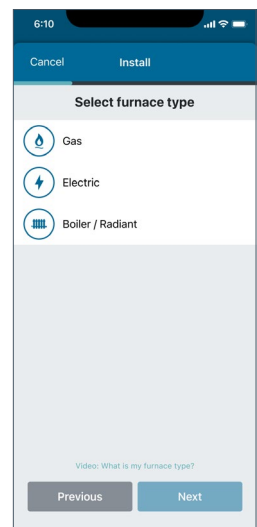 6:10
Cancel Install
Select furnace type
Gas
Electric
Boiler / Radiant
Video: What is my furnace type?
Previous Next